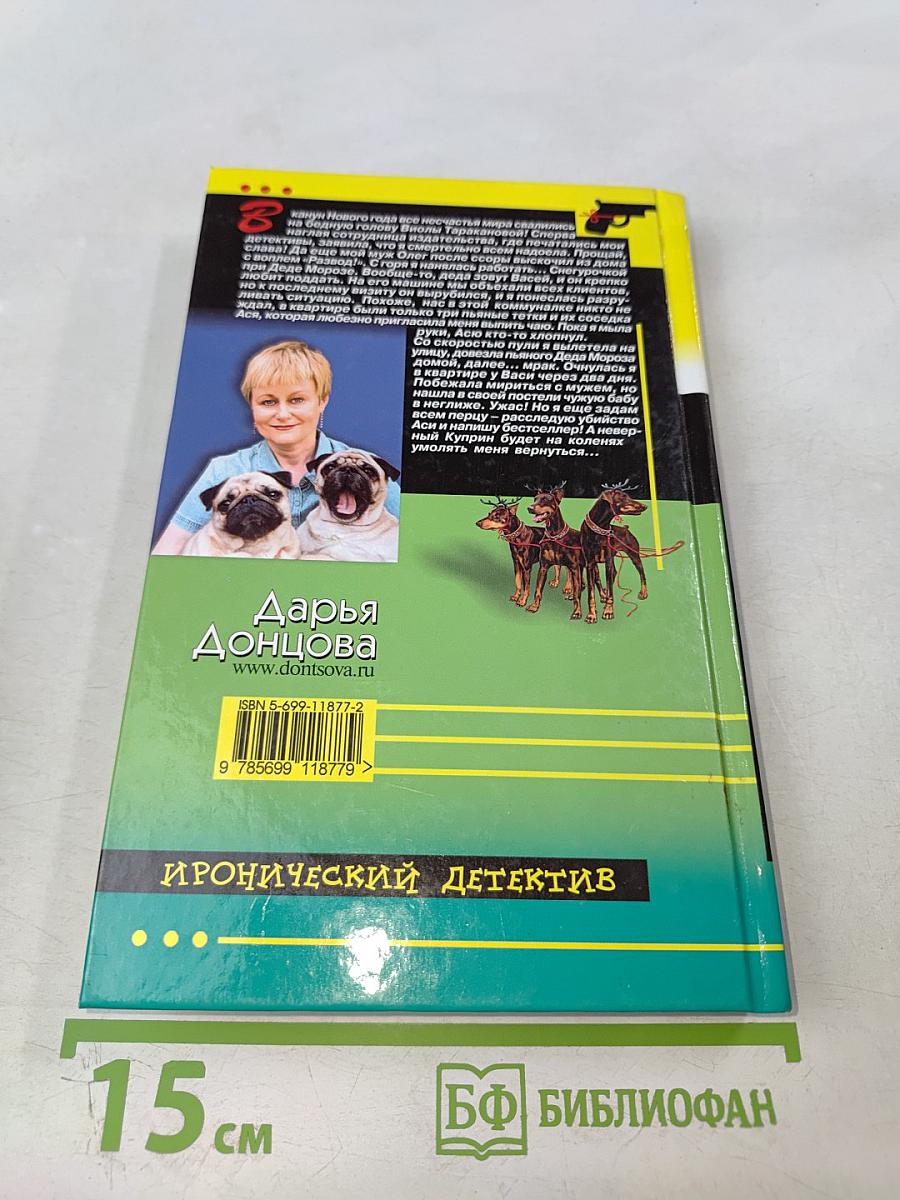 В канун Нового года все несчастья мира свалились
на бедную голову Виолы Таракановой! Сперва
наглая сотрудница издательства, где печатались мои
детективы, заявила, что я смертельно всем надоела. Прощай
слава! Да еще мой муж Олег после ссоры выскочил из дома
с воплем «Развод!». С горя я нанялась работать... Снегурочкой
при Деде Морозе. Вообще-то, деда зовут Васей, и он крепко
любит поддать. На его машине мы объехали всех клиентов,
но к последнему визиту он вырубился, и я понеслась разру-
ливать ситуацию. Похоже, нас в этой коммуналке никто не
ждал, в квартире были только три пьяные тетки и их соседка
Ася, которая любезно пригласила меня выпить чаю. Пока я мыла
руки, Асю кто-то хлопнул.
Со скоростью пули я вылетела на
улицу, довезла пьяного Деда Мороза
домой, далее... мрак. Очнулась я
в квартире у Васи через два дня.
Побежала мириться с мужем, но
нашла в своей постели чужую бабу
в неглиже. Ужас! Но я еще задам
всем перцу – расследую убийство
Аси и напишу бестселлер! А невер-
ный Куприн будет на коленях
умолять меня вернуться...
Дарья
Донцова
www.dontsova.ru
ISBN 5-699-11877-2
9 785699 118779 >
ИРОНИЧЕСКИЙ ДЕТЕКТИВ
15 см
БФ БИБЛИОФАН